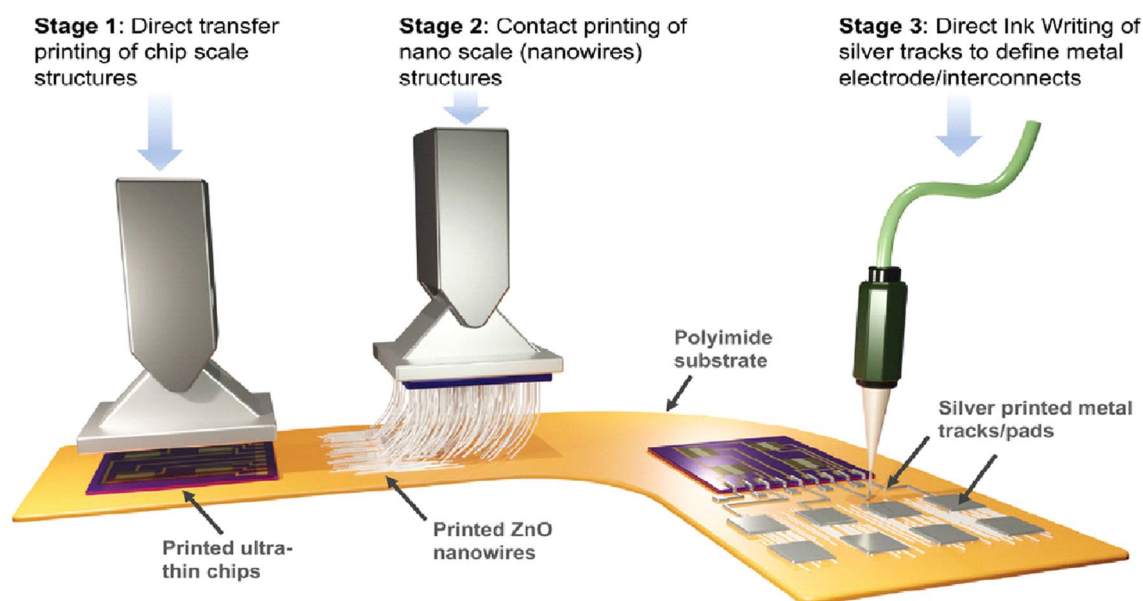 Stage 1: Direct transfer
printing of chip scale
structures
Stage 2: Contact printing of
nano scale (nanowires)
structures
Stage 3: Direct Ink Writing of
silver tracks to define metal
electrode/interconnects
Polyimide
substrate
Silver printed metal
tracks/pads
Printed ultra-
thin chips
Printed ZnO
nanowires